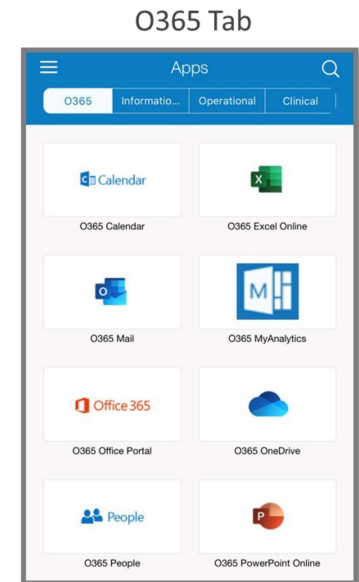 O365 Tab
Apps
O365 Informatio... Operational Clinical
Calendar
O365 Calendar O365 Excel Online
O365 Mail O365 MyAnalytics
Office 365
O365 Office Portal O365 OneDrive
People
O365 People O365 PowerPoint Online